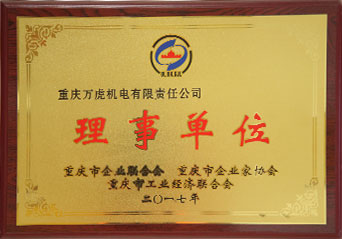 重庆万虎机电有限责任公司
理事单位
重庆市企业联合会 重庆市企业家协会
重庆市工业经济联合会
二〇一七年